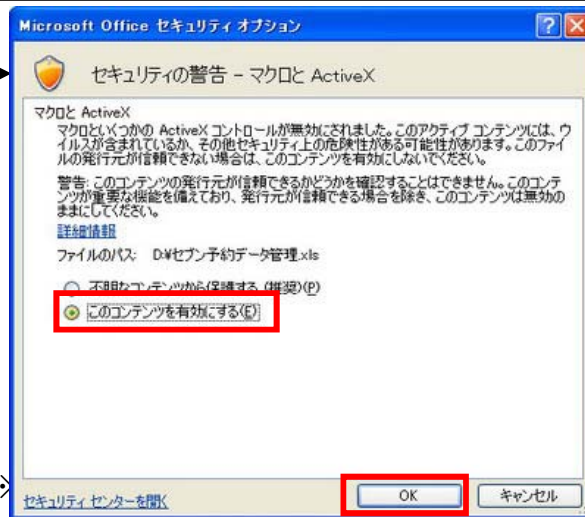 Microsoft Office セキュリティ オプション
セキュリティの警告 - マクロと ActiveX
マクロと ActiveX
マクロといくつかの ActiveX コントロールが無効にされました。このアクティブ コンテンツには、ウ
イルスが含まれているか、その他セキュリティ上の危険性がある可能性があります。このファイ
ルの発行元が信頼できない場合は、このコンテンツを有効にしないでください。
警告: このコンテンツの発行元が信頼できるかどうかを確認することはできません。このコンテ
ンツが重要な機能を備えており、発行元が信頼できる場合を除き、このコンテンツは無効の
ままにしてください。
詳細情報
ファイルのパス: D:¥セブン予約データ管理.xls
不明なコンテンツから保護する (推奨)(P)
このコンテンツを有効にする(E)
※
セキュリティ センターを開く
OK
キャンセル